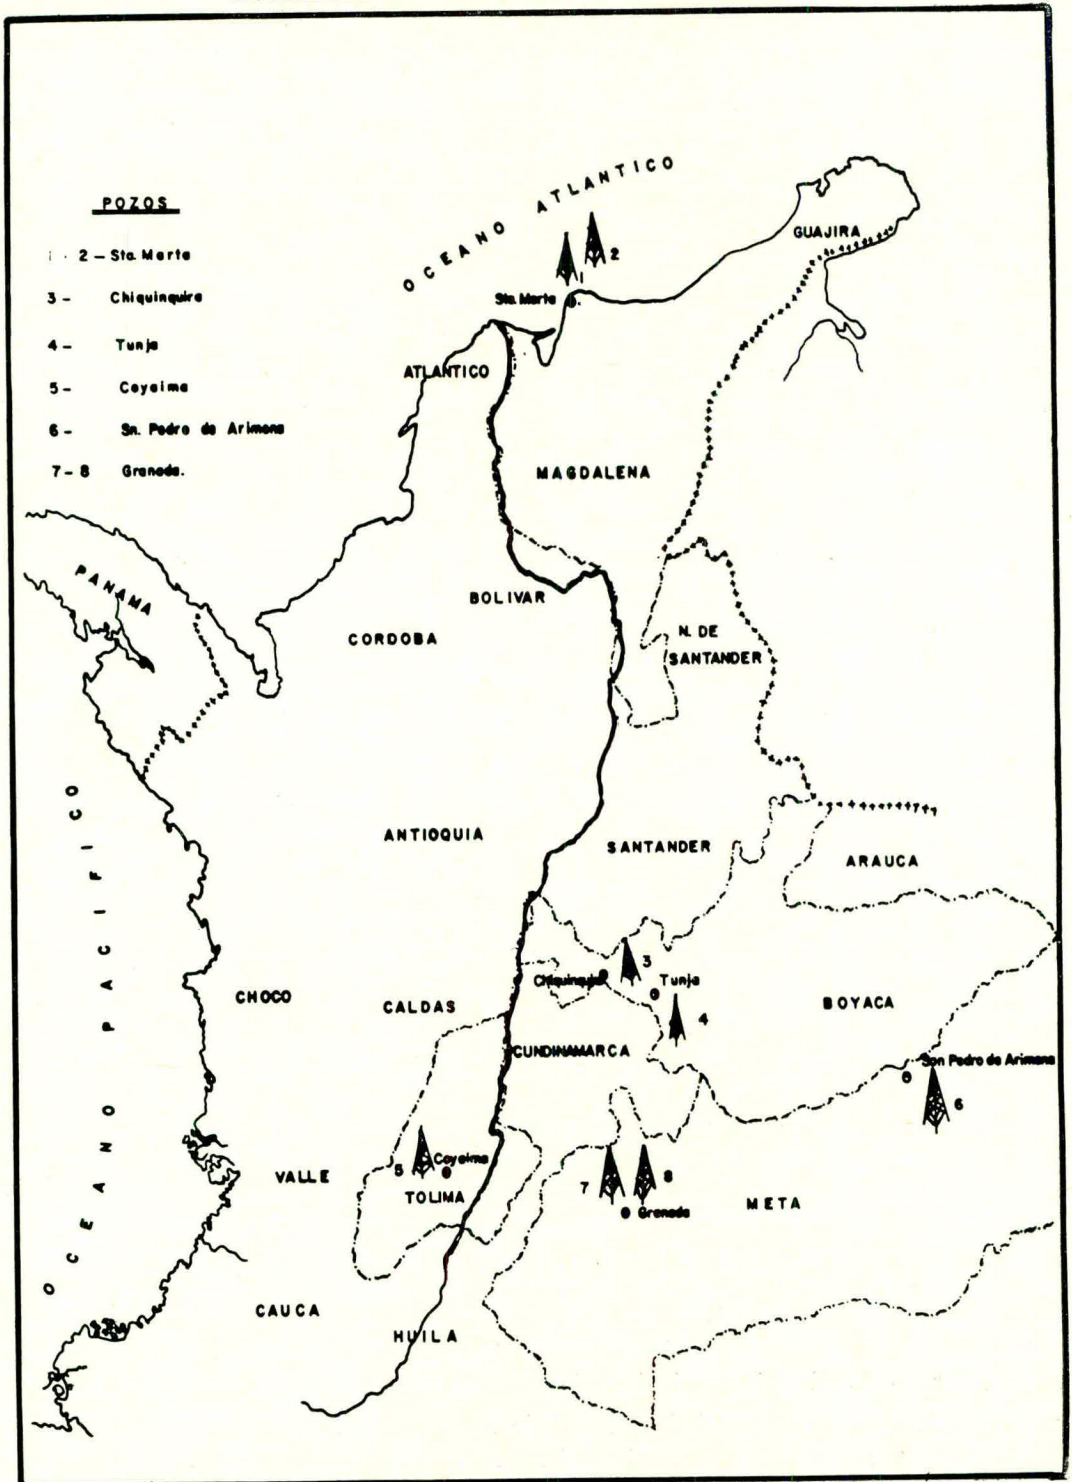 POZOS
1 - 2 - Sta. Marta
3 - Chiquinquira
4 - Tunja
5 - Coyaima
6 - Sn. Pedro de Arimena
7 - 8 Granada.
OCEANO ATLANTICO
GUAJIRA
1
2
Sta. Marta
ATLANTICO
MAGDALENA
PANAMA
BOLIVAR
CORDOBA
N. DE
SANTANDER
OCEANO PACIFICO
ANTIOQUIA
SANTANDER
ARAUCA
3
Chiquinquira
Tunja
CHOCO
CALDAS
BOYACA
4
CUNDINAMARCA
San Pedro de Arimena
6
5
Coyaima
VALLE
TOLIMA
7
8
Granada
META
CAUCA
HUILA